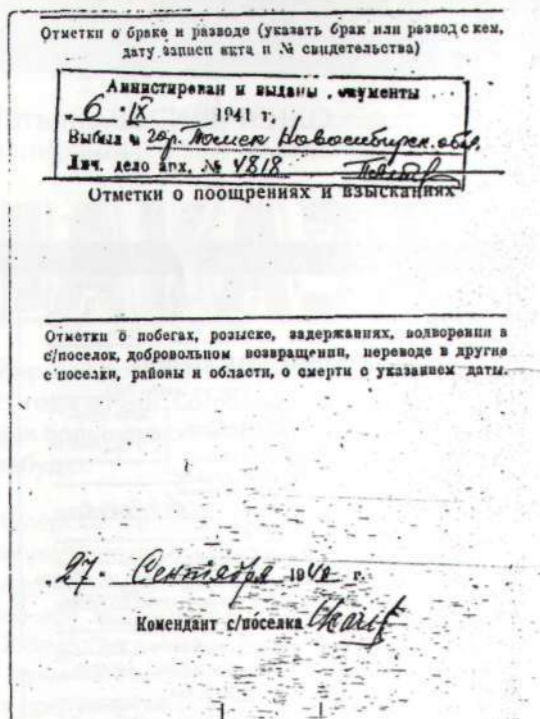 Отметки о браке и разводе (указать брак или развод с кем,
дату записи акта и № свидетельства)
Амнистирован и выданы документы
„6“ IX 1941 г.
Выбыл в гор. Томск Новосибирск. обл.
Лич. дело арх. № 4818
Отметки о поощрениях и взысканиях
Отметки о побегах, розыске, задержаниях, водворении в
с/поселок, добровольном возвращении, переводе в другие
с/поселки, районы и области, о смерти с указанием даты.
„27“ Сентября 1940 г.
Комендант с/поселка